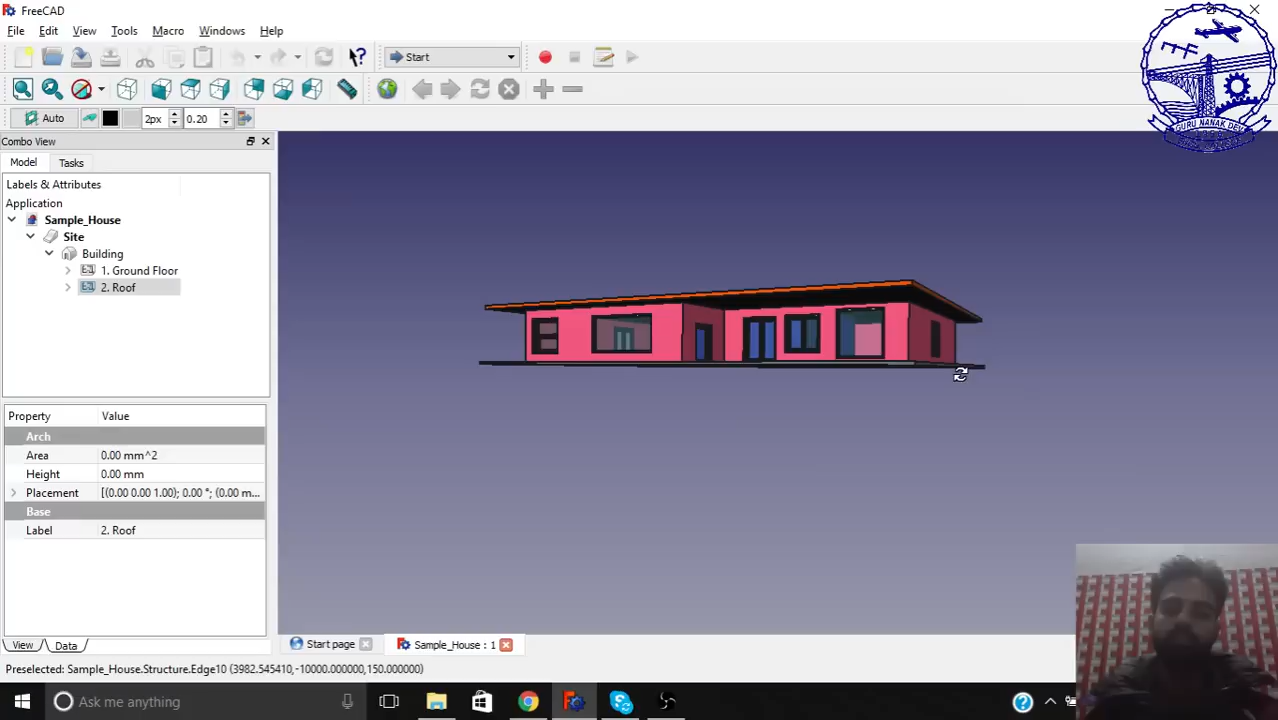 FreeCAD
File Edit View Tools Macro Windows Help
Start
Auto 2px 0.20
Combo View
Model Tasks
Labels & Attributes
Application
Sample_House
Site
Building
1. Ground Floor
2. Roof
Property Value
Arch
Area 0.00 mm^2
Height 0.00 mm
Placement [(0.00 0.00 1.00); 0.00 °; (0.00 m...
Base
Label 2. Roof
View Data
Start page Sample_House : 1
Preselected: Sample_House.Structure.Edge10 (3982.545410,-10000.000000,150.000000)
Ask me anything
GURU NANAK DEV